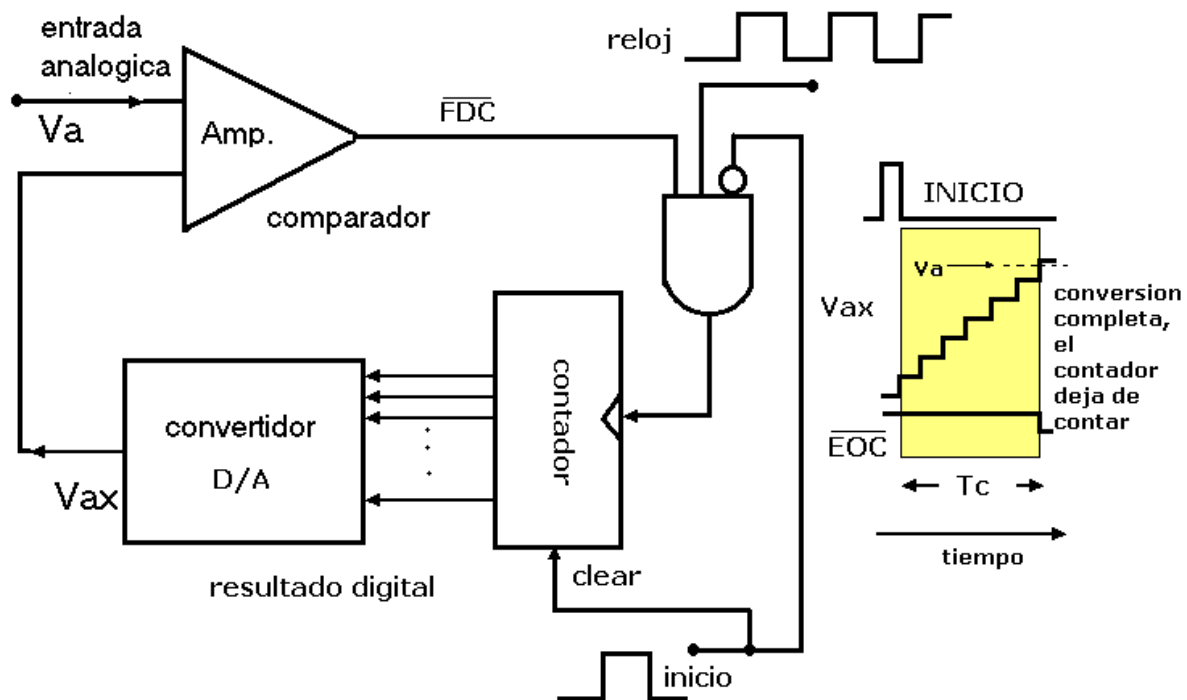 entrada
analogica
Va
Amp.
comparador
FDC
reloj
INICIO
va
Vax
conversion
completa,
el
contador
deja de
contar
EOC
Tc
tiempo
contador
convertidor
D/A
Vax
resultado digital
clear
inicio